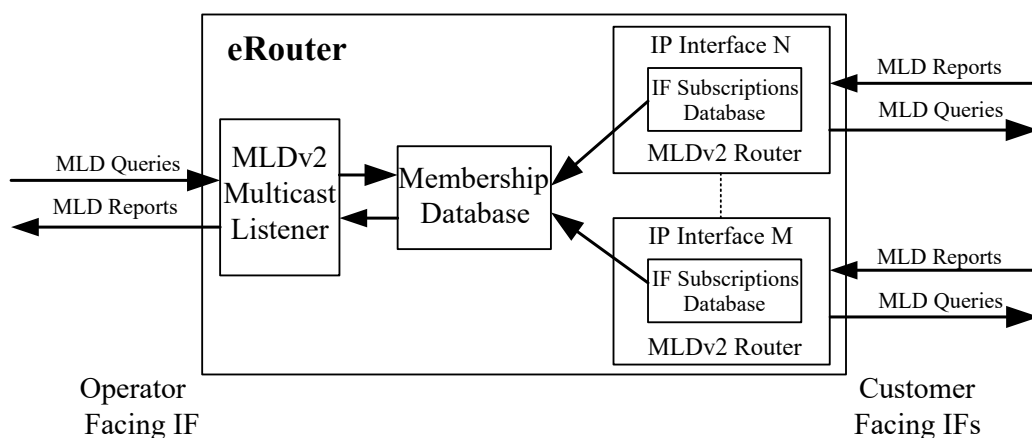 eRouter
MLD Queries
MLD Reports
MLDv2
Multicast
Listener
Membership
Database
IP Interface N
IF Subscriptions
Database
MLDv2 Router
MLD Reports
MLD Queries
IP Interface M
IF Subscriptions
Database
MLDv2 Router
MLD Reports
MLD Queries
Operator
Facing IF
Customer
Facing IFs